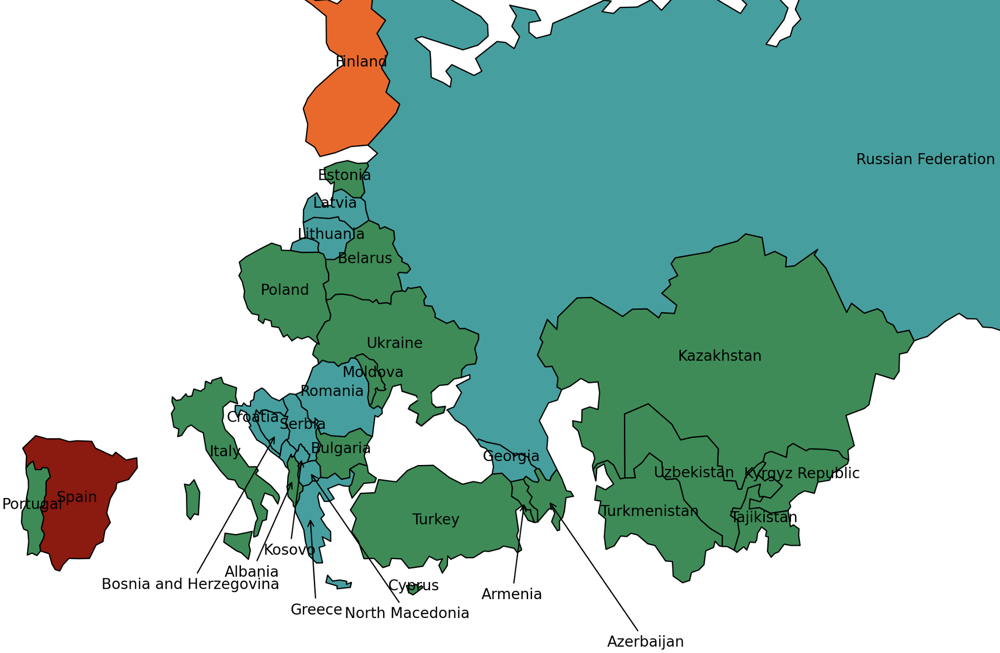 Finland
Russian Federation
Estonia
Latvia
Lithuania
Belarus
Poland
Ukraine
Kazakhstan
Moldova
Romania
Croatia
Serbia
Bulgaria
Italy
Georgia
Uzbekistan
Kyrgyz Republic
Spain
Portugal
Turkmenistan
Turkey
Tajikistan
Kosovo
Albania
Bosnia and Herzegovina
Cyprus
Armenia
Greece
North Macedonia
Azerbaijan